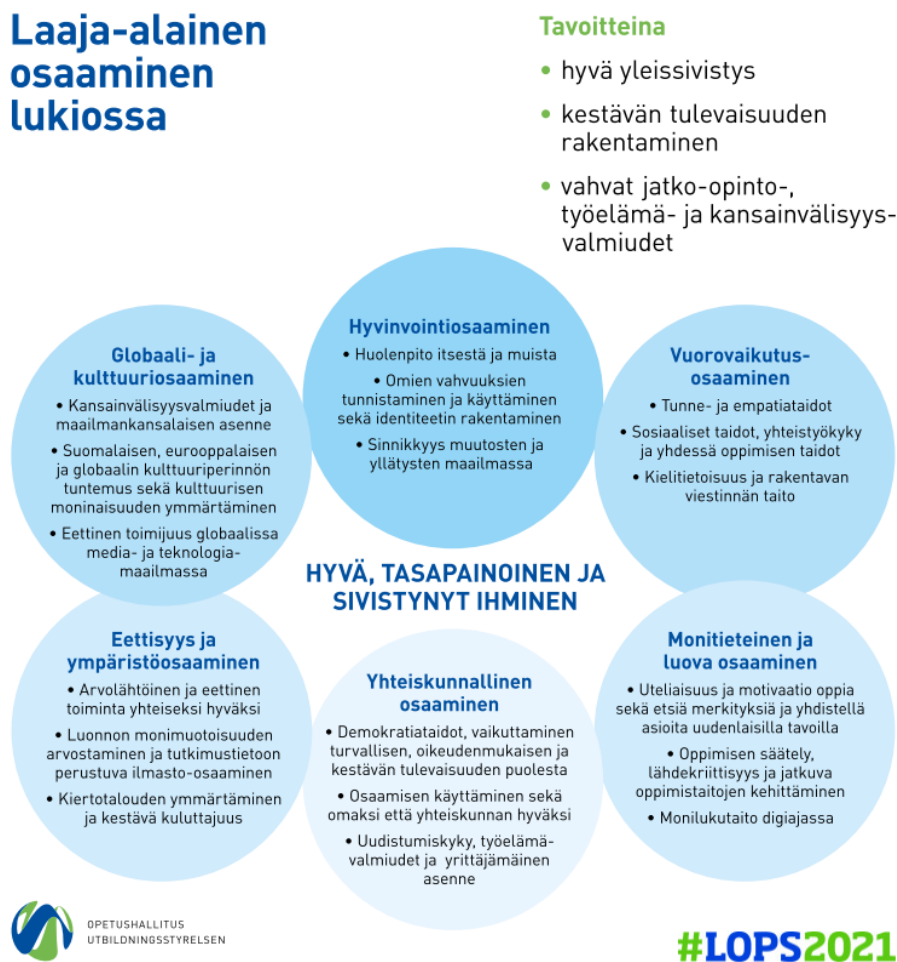 Laaja-alainen
osaaminen
lukiossa
Tavoitteina
• hyvä yleissivistys
• kestävän tulevaisuuden
rakentaminen
• vahvat jatko-opinto-,
työelämä- ja kansainvälisyys-
valmiudet
Hyvinvointiosaaminen
• Huolenpito itsestä ja muista
• Omien vahvuuksien
tunnistaminen ja käyttäminen
sekä identiteetin rakentaminen
• Sinnikkyys muutosten ja
yllätysten maailmassa
Globaali- ja
kulttuuriosaaminen
• Kansainvälisyysvalmiudet ja
maailmankansalaisen asenne
• Suomalaisen, eurooppalaisen
ja globaalin kulttuuriperinnön
tuntemus sekä kulttuurisen
moninaisuuden ymmärtäminen
• Eettinen toimijuus globaalissa
media- ja teknologia-
maailmassa
Vuorovaikutus-
osaaminen
• Tunne- ja empatiataidot
• Sosiaaliset taidot, yhteistyökyky
ja yhdessä oppimisen taidot
• Kielitietoisuus ja rakentavan
viestinnän taito
HYVÄ, TASAPAINOINEN JA
SIVISTYNYT IHMINEN
Eettisyys ja
ympäristöosaaminen
• Arvolähtöinen ja eettinen
toiminta yhteiseksi hyväksi
• Luonnon monimuotoisuuden
arvostaminen ja tutkimustietoon
perustuva ilmasto-osaaminen
• Kiertotalouden ymmärtäminen
ja kestävä kuluttajuus
Yhteiskunnallinen
osaaminen
• Demokratiataidot, vaikuttaminen
turvallisen, oikeudenmukaisen ja
kestävän tulevaisuuden puolesta
• Osaamisen käyttäminen sekä
omaksi että yhteiskunnan hyväksi
• Uudistumiskyky, työelämä-
valmiudet ja yrittäjämäinen
asenne
Monitieteinen ja
luova osaaminen
• Uteliaisuus ja motivaatio oppia
sekä etsiä merkityksiä ja yhdistellä
asioita uudenlaisilla tavoilla
• Oppimisen säätely,
lähdekriittisyys ja jatkuva
oppimistaitojen kehittäminen
• Monilukutaito digiajassa
OPETUSHALLITUS
UTBILDNINGSSTYRELSEN
#LOPS2021